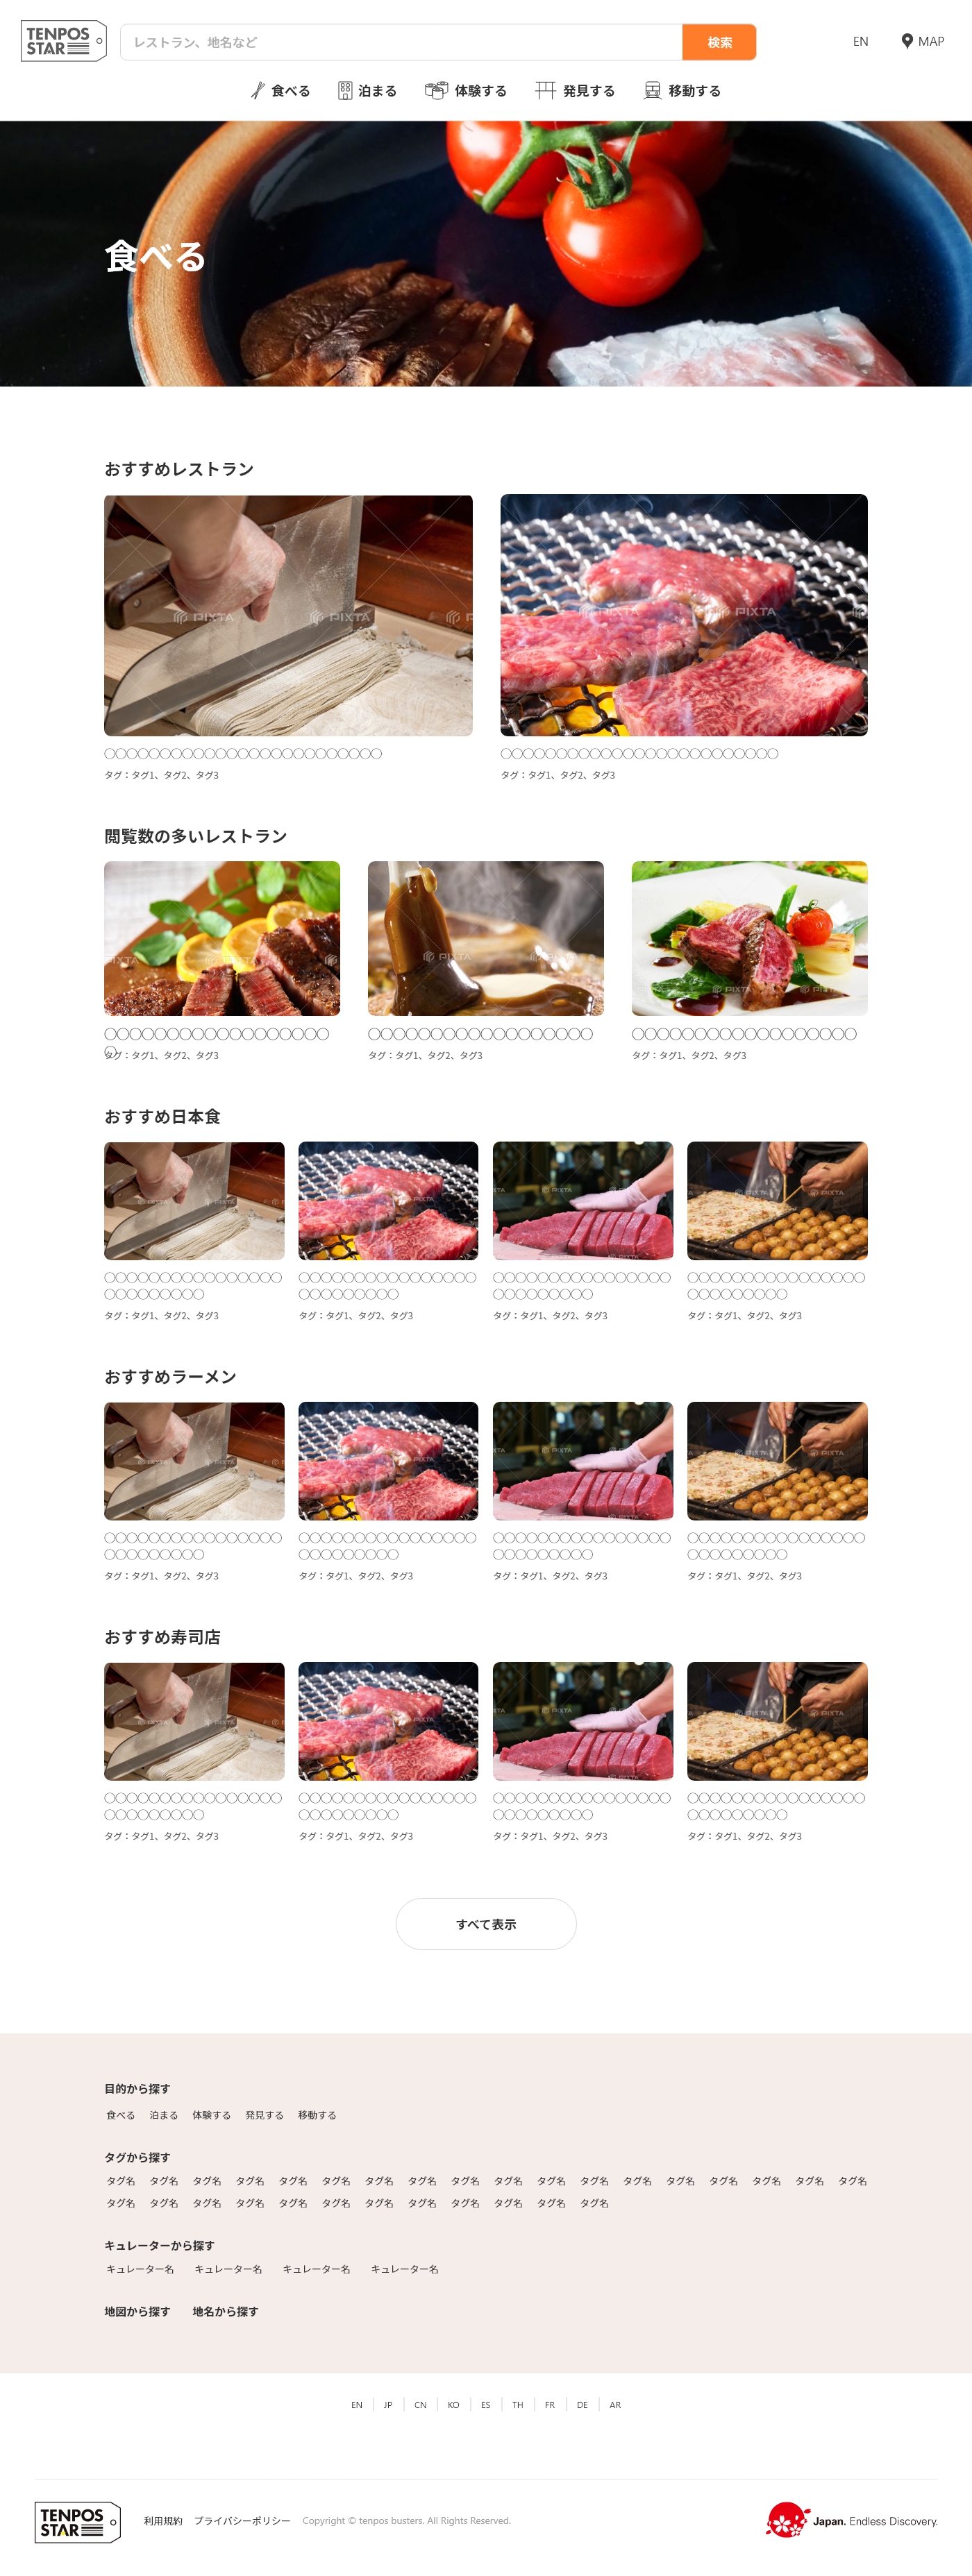 TENPOS
STAR
レストラン、地名など
検索
EN
MAP
食べる
泊まる
体験する
発見する
移動する
食べる
おすすめレストラン
PIXTA PIXTA
PIXTA PIXTA
◯◯◯◯◯◯◯◯◯◯◯◯◯◯◯◯◯◯◯◯◯◯◯◯◯
◯◯◯◯◯◯◯◯◯◯◯◯◯◯◯◯◯◯◯◯◯◯◯◯◯
タグ：タグ1、タグ2、タグ3
タグ：タグ1、タグ2、タグ3
閲覧数の多いレストラン
◯◯◯◯◯◯◯◯◯◯◯◯◯◯◯◯◯◯
◯
◯◯◯◯◯◯◯◯◯◯◯◯◯◯◯◯◯◯
◯◯◯◯◯◯◯◯◯◯◯◯◯◯◯◯◯◯
タグ：タグ1、タグ2、タグ3
タグ：タグ1、タグ2、タグ3
タグ：タグ1、タグ2、タグ3
おすすめ日本食
◯◯◯◯◯◯◯◯◯◯◯◯◯◯◯◯
◯◯◯◯◯◯◯◯◯
◯◯◯◯◯◯◯◯◯◯◯◯◯◯◯◯
◯◯◯◯◯◯◯◯◯
◯◯◯◯◯◯◯◯◯◯◯◯◯◯◯◯
◯◯◯◯◯◯◯◯◯
◯◯◯◯◯◯◯◯◯◯◯◯◯◯◯◯
◯◯◯◯◯◯◯◯◯
タグ：タグ1、タグ2、タグ3
タグ：タグ1、タグ2、タグ3
タグ：タグ1、タグ2、タグ3
タグ：タグ1、タグ2、タグ3
おすすめラーメン
◯◯◯◯◯◯◯◯◯◯◯◯◯◯◯◯
◯◯◯◯◯◯◯◯◯
◯◯◯◯◯◯◯◯◯◯◯◯◯◯◯◯
◯◯◯◯◯◯◯◯◯
◯◯◯◯◯◯◯◯◯◯◯◯◯◯◯◯
◯◯◯◯◯◯◯◯◯
◯◯◯◯◯◯◯◯◯◯◯◯◯◯◯◯
◯◯◯◯◯◯◯◯◯
タグ：タグ1、タグ2、タグ3
タグ：タグ1、タグ2、タグ3
タグ：タグ1、タグ2、タグ3
タグ：タグ1、タグ2、タグ3
おすすめ寿司店
◯◯◯◯◯◯◯◯◯◯◯◯◯◯◯◯
◯◯◯◯◯◯◯◯◯
◯◯◯◯◯◯◯◯◯◯◯◯◯◯◯◯
◯◯◯◯◯◯◯◯◯
◯◯◯◯◯◯◯◯◯◯◯◯◯◯◯◯
◯◯◯◯◯◯◯◯◯
◯◯◯◯◯◯◯◯◯◯◯◯◯◯◯◯
◯◯◯◯◯◯◯◯◯
タグ：タグ1、タグ2、タグ3
タグ：タグ1、タグ2、タグ3
タグ：タグ1、タグ2、タグ3
タグ：タグ1、タグ2、タグ3
すべて表示
目的から探す
食べる 泊まる 体験する 発見する 移動する
タグから探す
タグ名 タグ名 タグ名 タグ名 タグ名 タグ名 タグ名 タグ名 タグ名 タグ名 タグ名 タグ名 タグ名 タグ名 タグ名 タグ名 タグ名 タグ名
タグ名 タグ名 タグ名 タグ名 タグ名 タグ名 タグ名 タグ名 タグ名 タグ名 タグ名 タグ名
キュレーターから探す
キュレーター名 キュレーター名 キュレーター名 キュレーター名
地図から探す 地名から探す
EN JP CN KO ES TH FR DE AR
TENPOS
STAR
利用規約 プライバシーポリシー Copyright © tenpos busters. All Rights Reserved.
Japan. Endless Discovery.